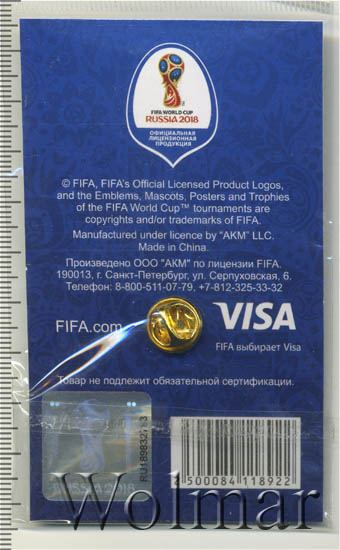 FIFA WORLD CUP
RUSSIA 2018
ОФИЦИАЛЬНАЯ
ЛИЦЕНЗИОННАЯ
ПРОДУКЦИЯ
© FIFA, FIFA's Official Licensed Product Logos,
and the Emblems, Mascots, Posters and Trophies
of the FIFA World Cup™ tournaments are
copyrights and/or trademarks of FIFA.
Manufactured under licence by "AKM" LLC.
Made in China.
Произведено ООО "АКМ" по лицензии FIFA.
190013, г. Санкт-Петербург, ул. Серпуховская, 6.
Телефон: 8-800-511-07-79, +7-812-325-33-32
FIFA.com
VISA
FIFA выбирает Visa
Товар не подлежит обязательной сертификации.
RUSSIA 2018
500084 118922
Wolmar